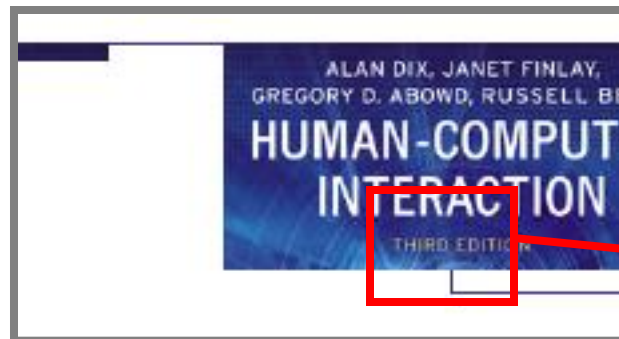 ALAN DIX, JANET FINLAY,
GREGORY D. ABOWD, RUSSELL
HUMAN-COMPUT
INTERACTION
THIRD EDITION